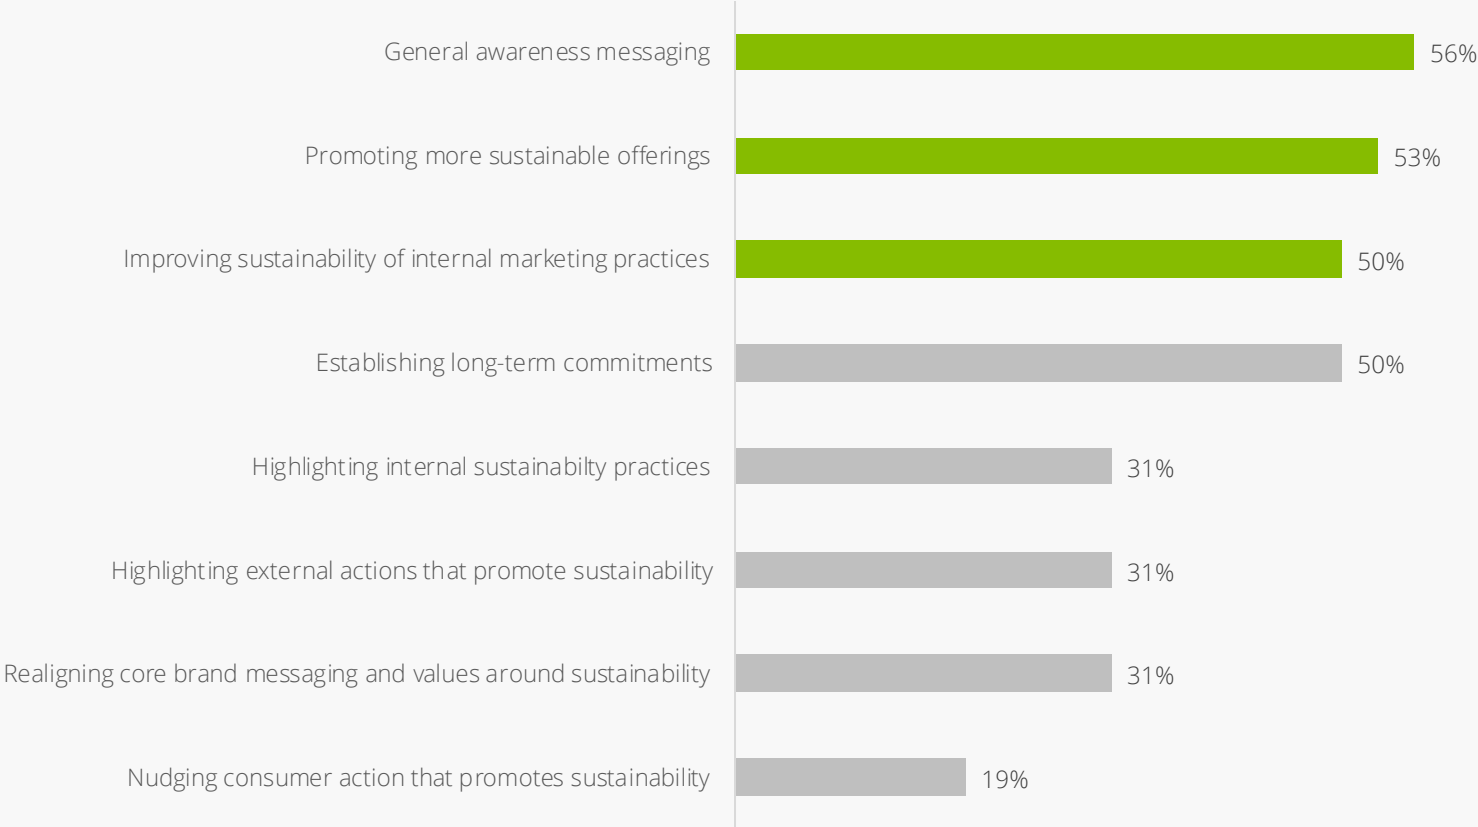 General awareness messaging 56%
Promoting more sustainable offerings 53%
Improving sustainability of internal marketing practices 50%
Establishing long-term commitments 50%
Highlighting internal sustainabilty practices 31%
Highlighting external actions that promote sustainability 31%
Realigning core brand messaging and values around sustainability 31%
Nudging consumer action that promotes sustainability 19%